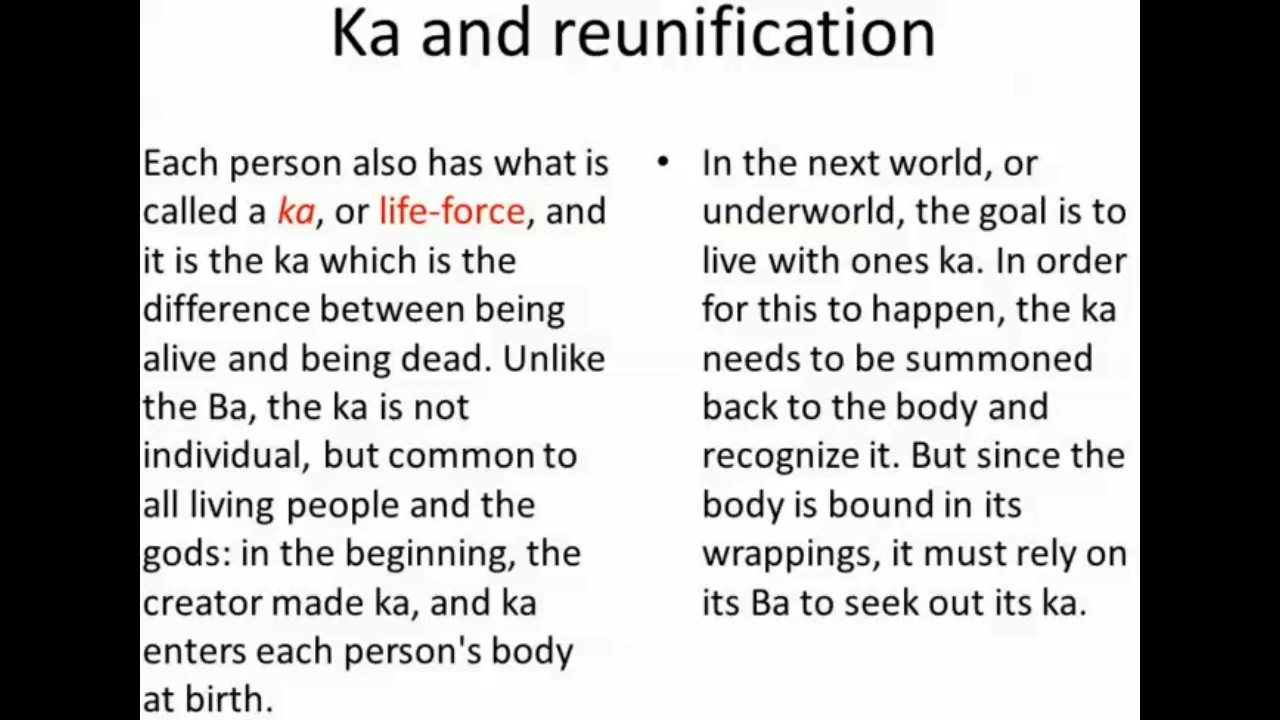 Ka and reunification
Each person also has what is
called a ka, or life-force, and
it is the ka which is the
difference between being
alive and being dead. Unlike
the Ba, the ka is not
individual, but common to
all living people and the
gods: in the beginning, the
creator made ka, and ka
enters each person's body
at birth.
• In the next world, or
underworld, the goal is to
live with ones ka. In order
for this to happen, the ka
needs to be summoned
back to the body and
recognize it. But since the
body is bound in its
wrappings, it must rely on
its Ba to seek out its ka.